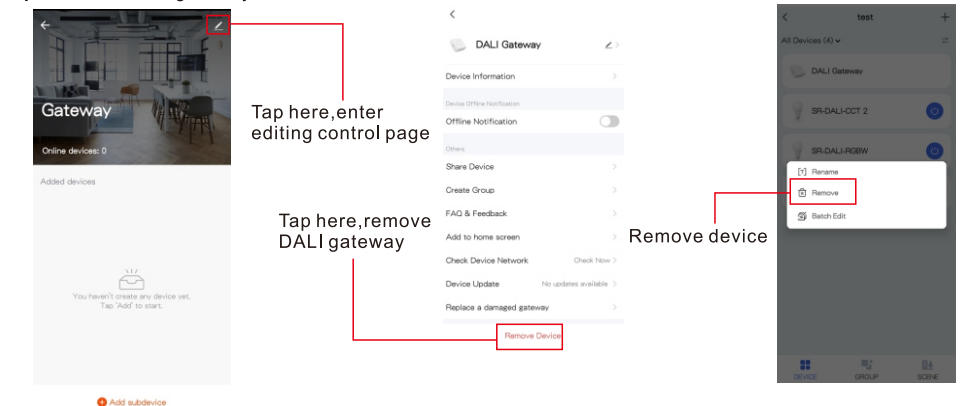 Gateway
Online devices: 0
Added devices
You haven't create any device yet.
Tap "Add" to start.
Add subdevice
Tap here,enter
editing control page
Tap here,remove
DALI gateway
DALI Gateway
Device Information
Device Offline Notification
Offline Notification
Others
Share Device
Create Group
FAQ & Feedback
Add to home screen
Check Device Network Check Now
Device Update No updates available
Replace a damaged gateway
Remove Device
Remove device
test
All Devices (4)
DALI Gateway
SR-DALI-CCT 2
SR-DALI-RGBW
Rename
Remove
Batch Edit
DEVICE GROUP SCENE